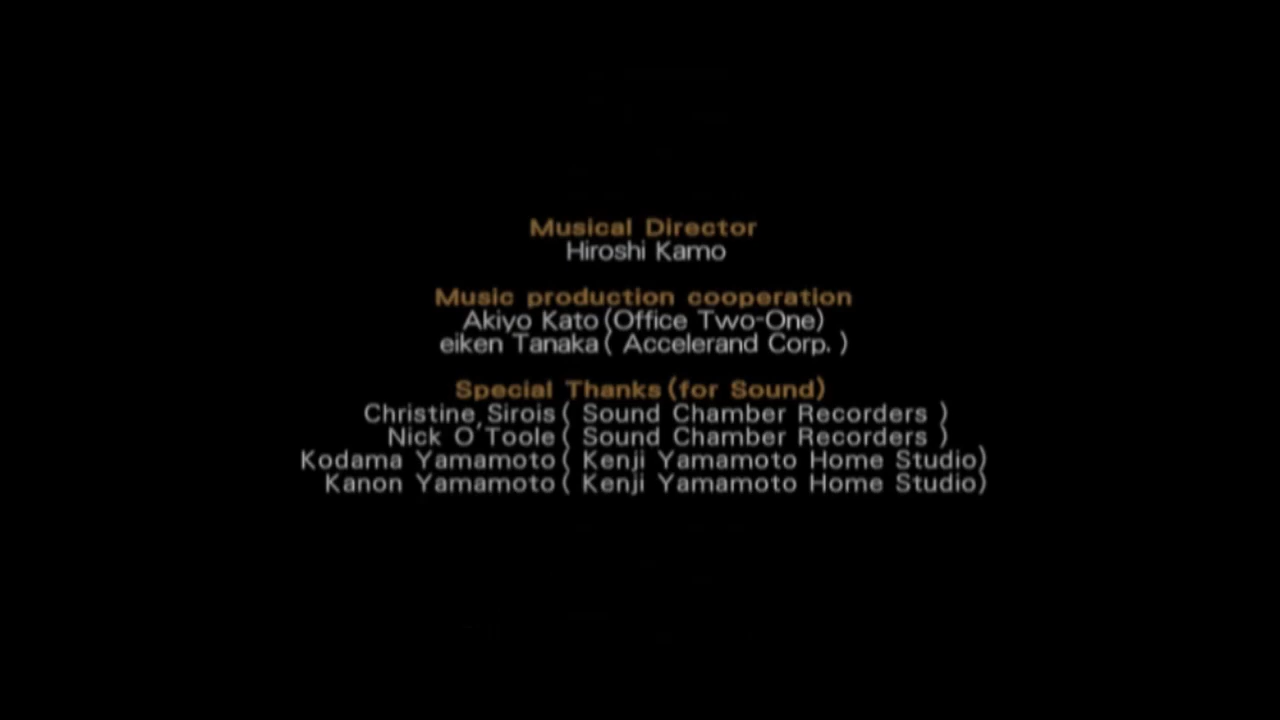 Musical Director
Hiroshi Kamo
Music production cooperation
Akiyo Kato(Office Two-One)
eiken Tanaka( Accelerand Corp. )
Special Thanks(for Sound)
Christine Sirois( Sound Chamber Recorders )
Nick O'Toole( Sound Chamber Recorders )
Kodama Yamamoto( Kenji Yamamoto Home Studio)
Kanon Yamamoto( Kenji Yamamoto Home Studio)